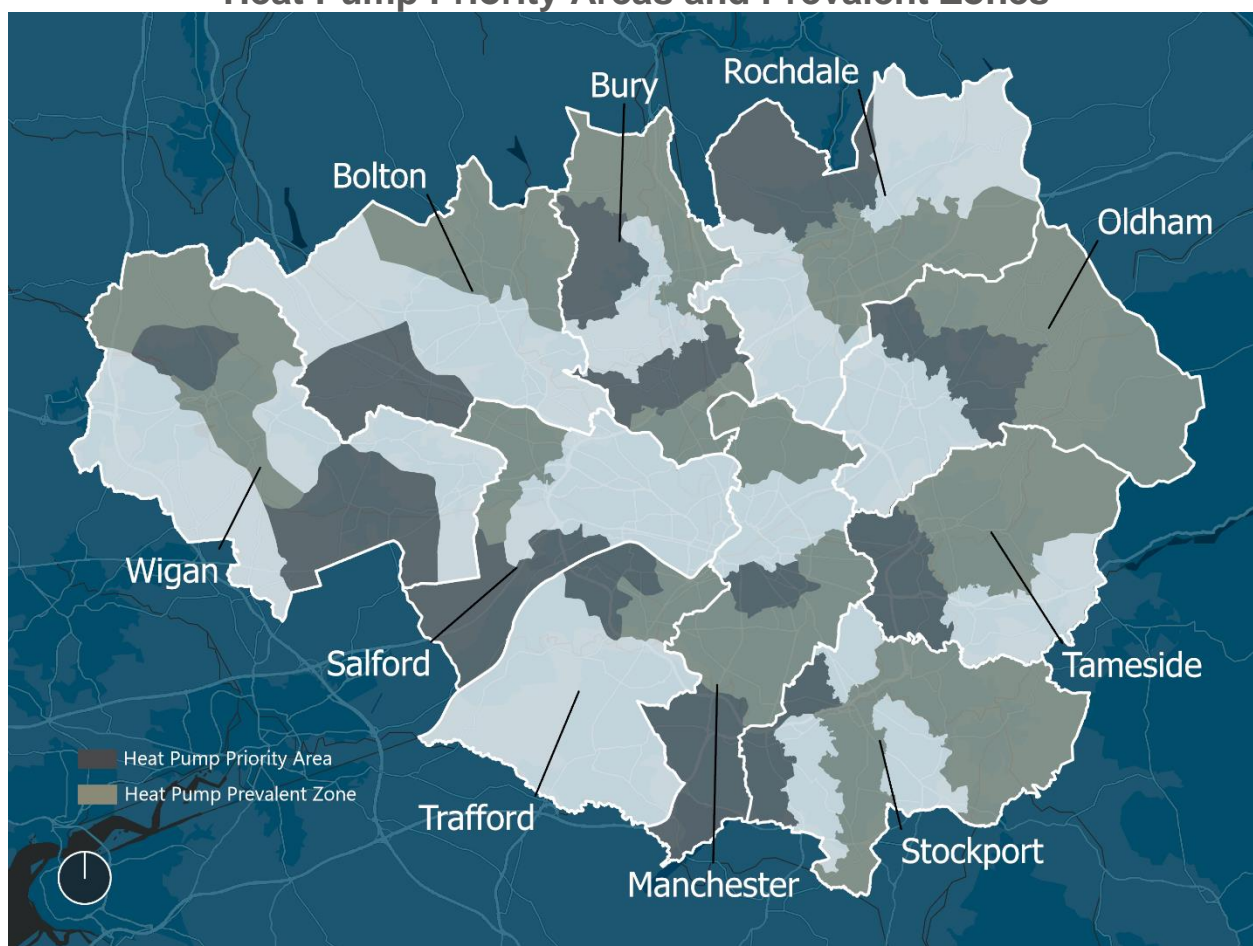 Heat Pump Priority Areas and Prevalent Zones
Rochdale
Bury
Bolton
Oldham
Wigan
Salford
Tameside
Heat Pump Priority Area
Heat Pump Prevalent Zone
Trafford
Stockport
Manchester